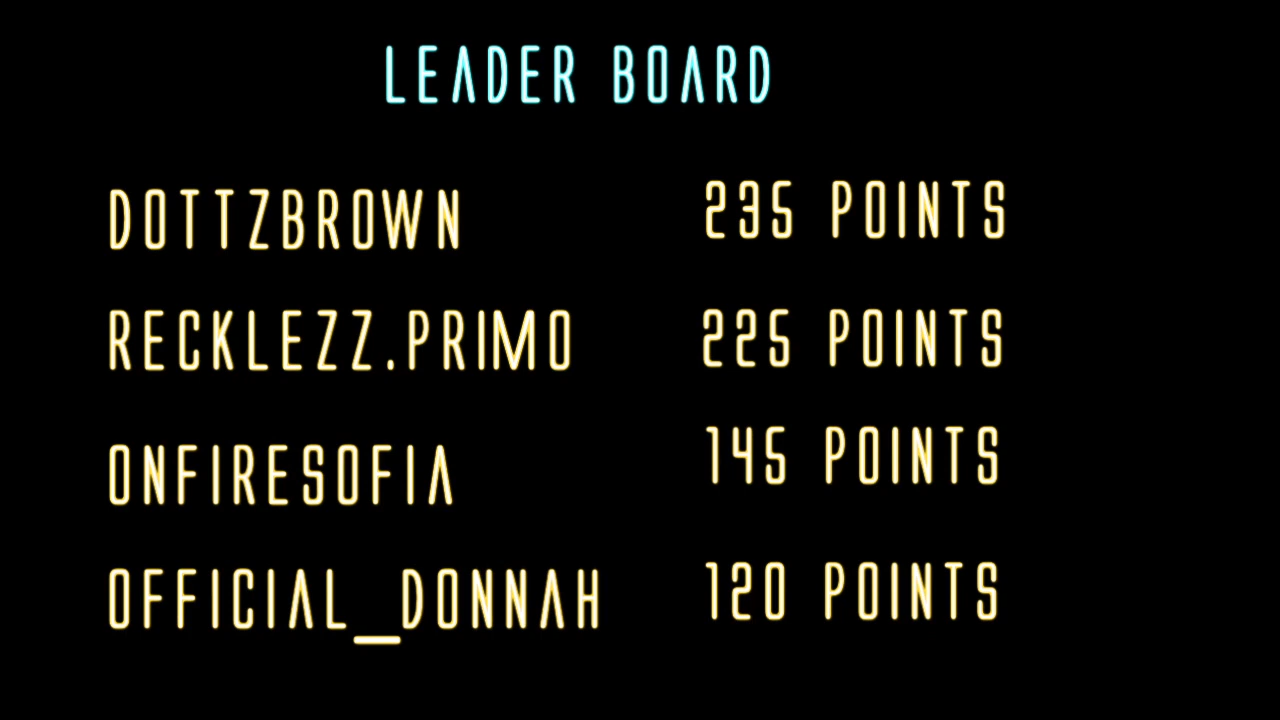 LEADER BOARD
DOTTZBROWN 235 POINTS
RECKLEZZ.PRIMO 225 POINTS
ONFIRESOFIA 145 POINTS
OFFICIAL_DONNAH 120 POINTS